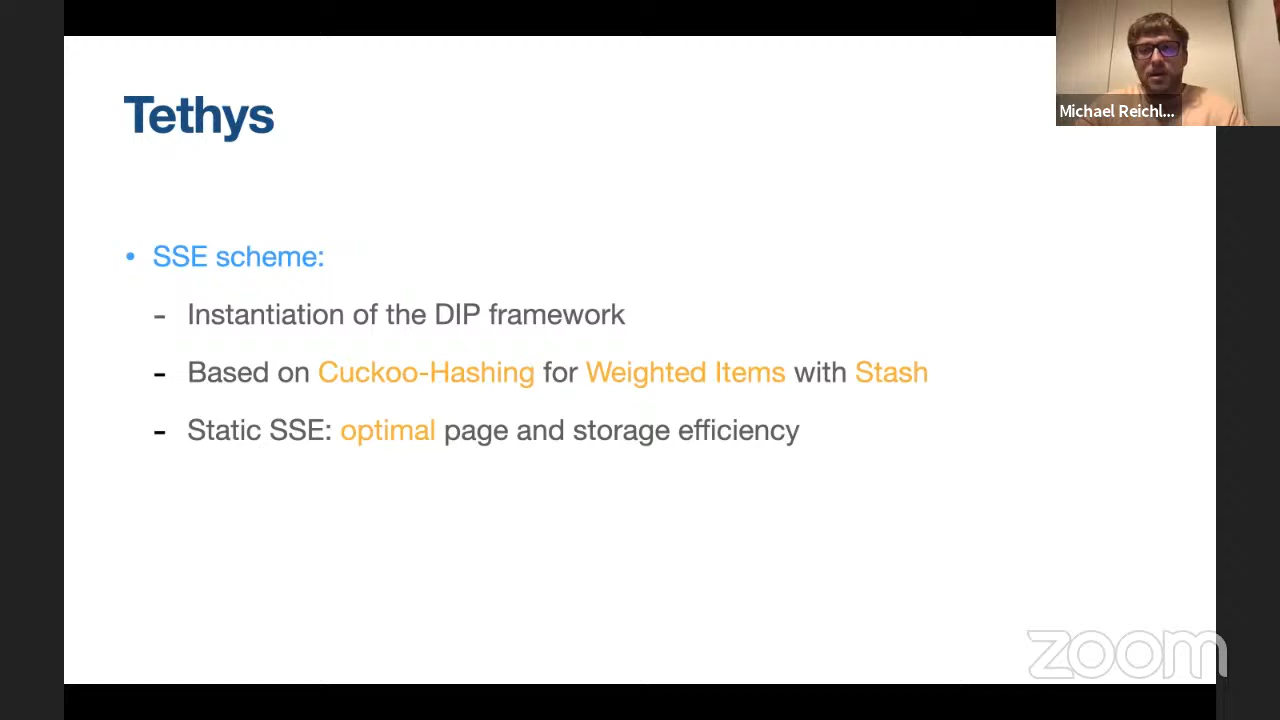 Tethys
Michael Reichl...
• SSE scheme:
- Instantiation of the DIP framework
- Based on Cuckoo-Hashing for Weighted Items with Stash
- Static SSE: optimal page and storage efficiency
zoom